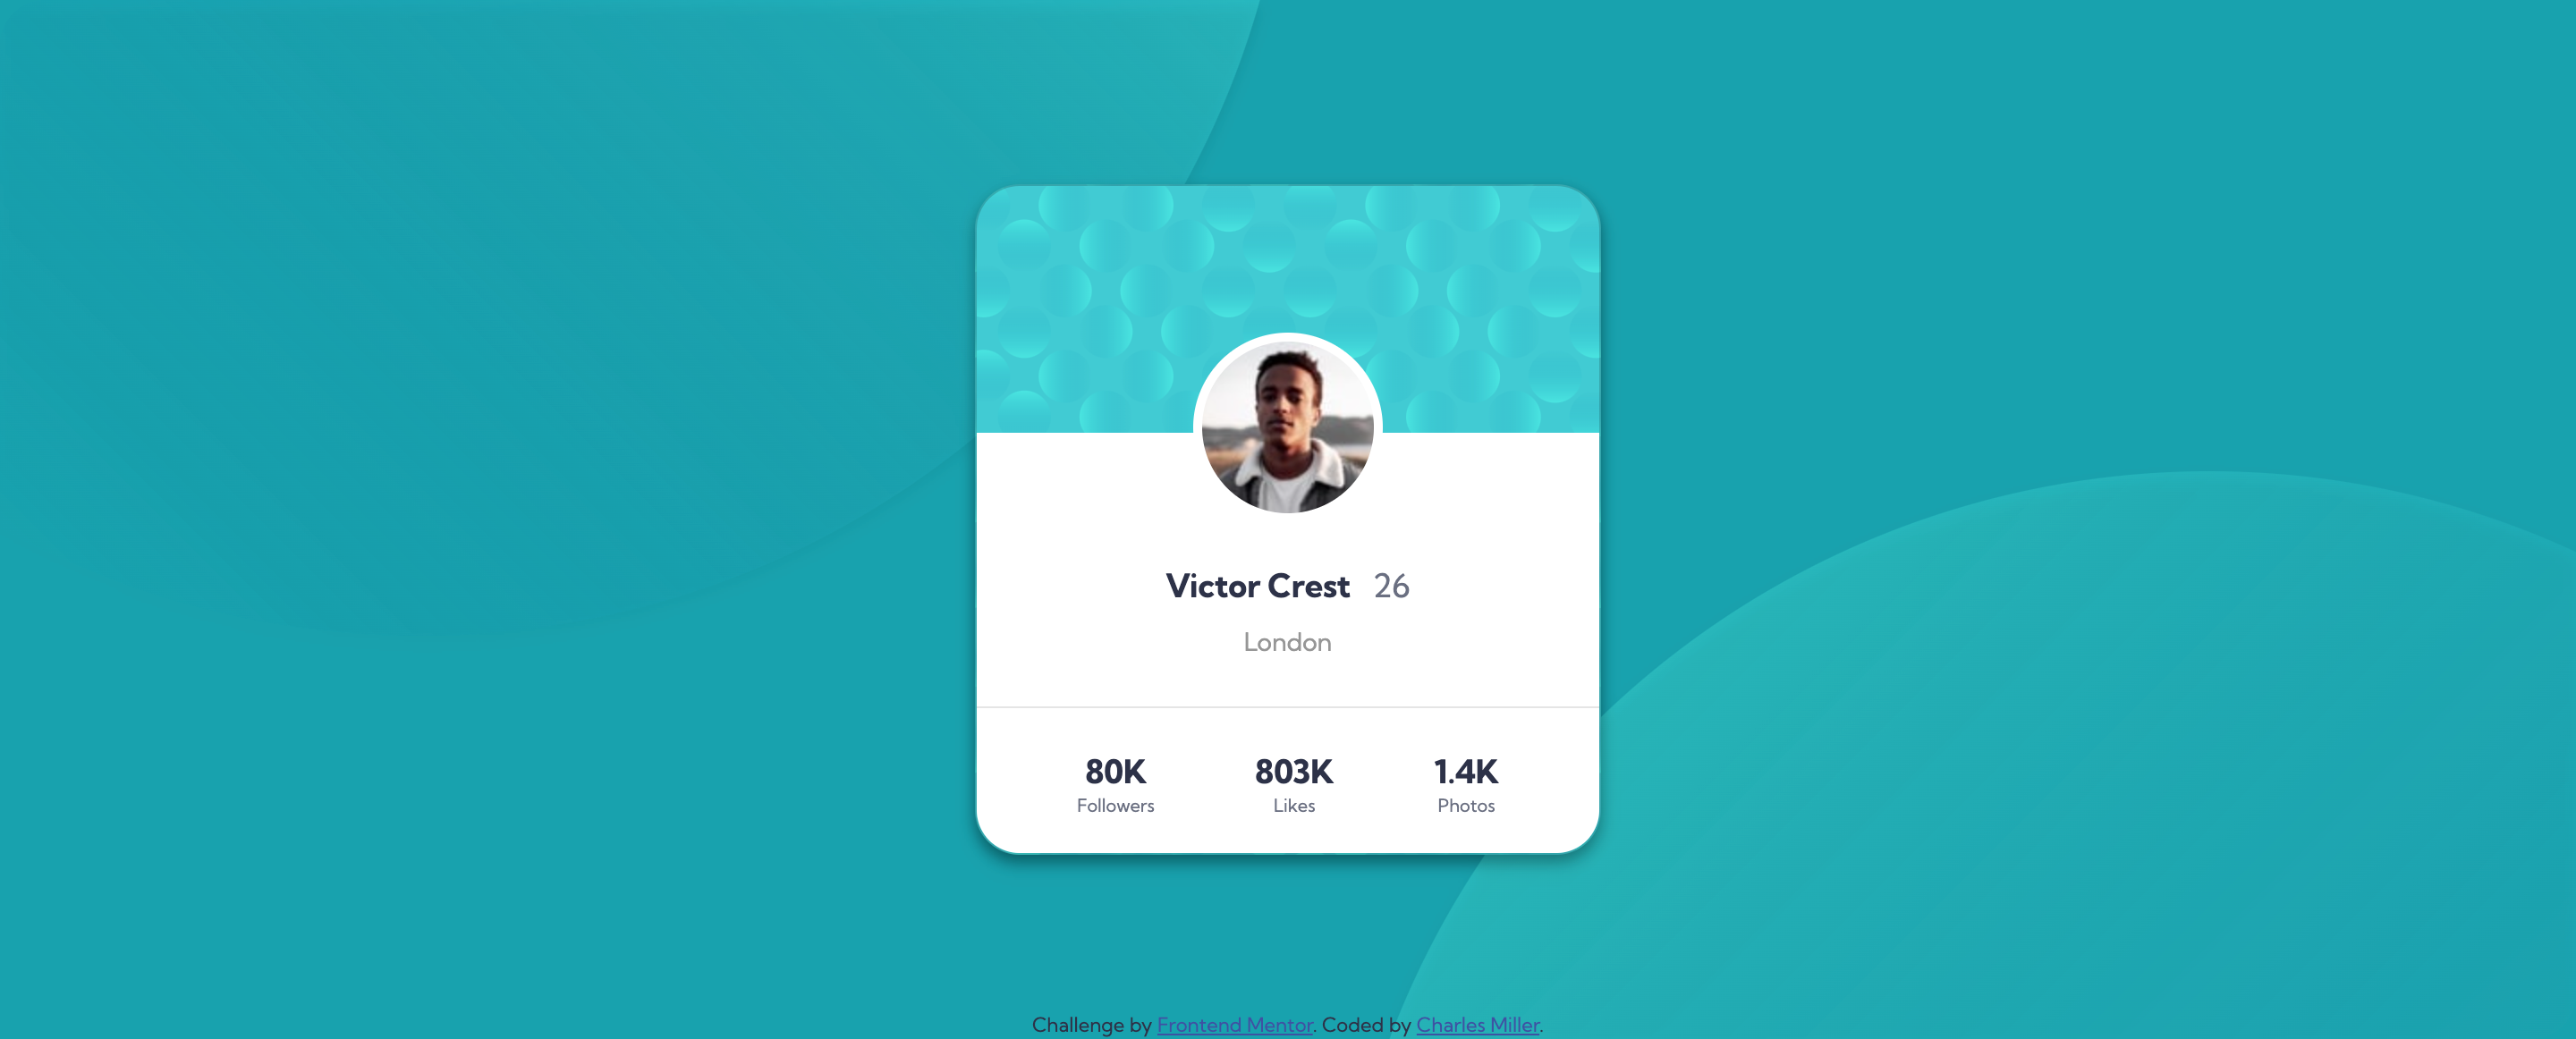 Victor Crest 26
London
80K 803K 1.4K
Followers Likes Photos
Challenge by Frontend Mentor. Coded by Charles Miller.